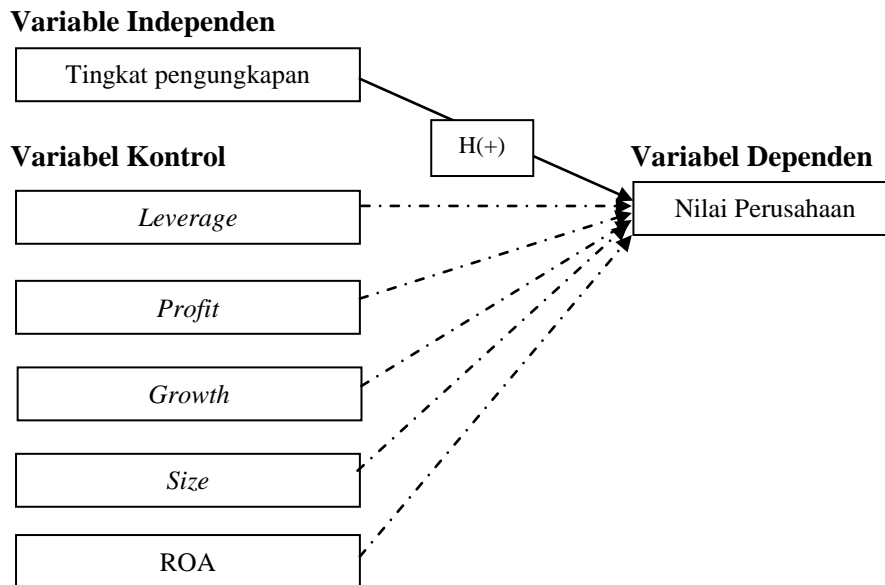 Variable Independen
Tingkat pengungkapan
H(+)
Variabel Kontrol
Variabel Dependen
Leverage
Nilai Perusahaan
Profit
Growth
Size
ROA